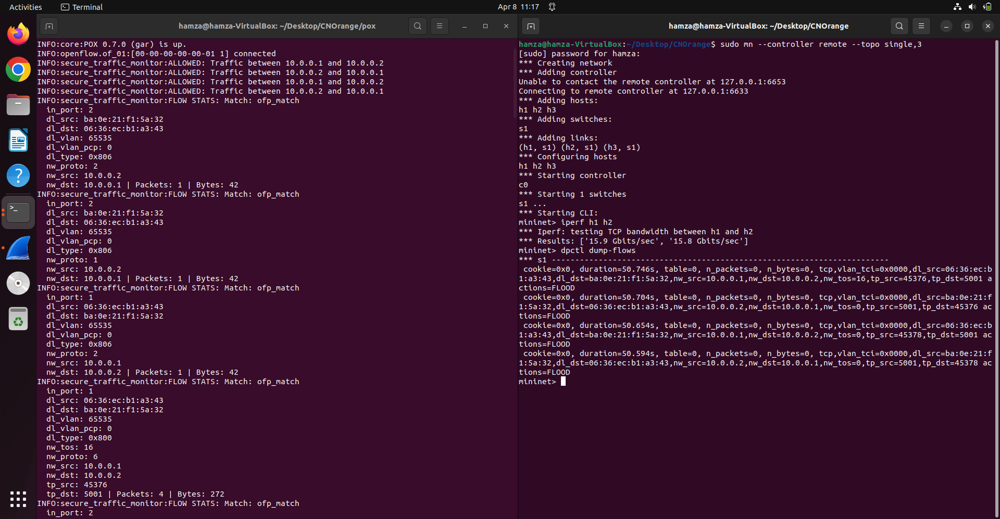 Activities
Terminal
Apr 8 11:17
hamza@hamza-VirtualBox: ~/Desktop/CNOrange/pox
INFO:core:POX 0.7.0 (gar) is up.
INFO:openflow.of_01:[00-00-00-00-00-01 1] connected
INFO:secure_traffic_monitor:ALLOWED: Traffic between 10.0.0.1 and 10.0.0.2
INFO:secure_traffic_monitor:ALLOWED: Traffic between 10.0.0.2 and 10.0.0.1
INFO:secure_traffic_monitor:ALLOWED: Traffic between 10.0.0.1 and 10.0.0.2
INFO:secure_traffic_monitor:ALLOWED: Traffic between 10.0.0.2 and 10.0.0.1
INFO:secure_traffic_monitor:FLOW STATS: Match: ofp_match
  in_port: 2
  dl_src: ba:0e:21:f1:5a:32
  dl_dst: 06:36:ec:b1:a3:43
  dl_vlan: 65535
  dl_vlan_pcp: 0
  dl_type: 0x806
  nw_proto: 2
  nw_src: 10.0.0.2
  nw_dst: 10.0.0.1 | Packets: 1 | Bytes: 42
INFO:secure_traffic_monitor:FLOW STATS: Match: ofp_match
  in_port: 2
  dl_src: ba:0e:21:f1:5a:32
  dl_dst: 06:36:ec:b1:a3:43
  dl_vlan: 65535
  dl_vlan_pcp: 0
  dl_type: 0x806
  nw_proto: 1
  nw_src: 10.0.0.2
  nw_dst: 10.0.0.1 | Packets: 1 | Bytes: 42
INFO:secure_traffic_monitor:FLOW STATS: Match: ofp_match
  in_port: 1
  dl_src: 06:36:ec:b1:a3:43
  dl_dst: ba:0e:21:f1:5a:32
  dl_vlan: 65535
  dl_vlan_pcp: 0
  dl_type: 0x806
  nw_proto: 2
  nw_src: 10.0.0.1
  nw_dst: 10.0.0.2 | Packets: 1 | Bytes: 42
INFO:secure_traffic_monitor:FLOW STATS: Match: ofp_match
  in_port: 1
  dl_src: 06:36:ec:b1:a3:43
  dl_dst: ba:0e:21:f1:5a:32
  dl_vlan: 65535
  dl_vlan_pcp: 0
  dl_type: 0x800
  nw_tos: 16
  nw_proto: 6
  nw_src: 10.0.0.1
  nw_dst: 10.0.0.2
  tp_src: 45376
  tp_dst: 5001 | Packets: 4 | Bytes: 272
INFO:secure_traffic_monitor:FLOW STATS: Match: ofp_match
  in_port: 2
hamza@hamza-VirtualBox: ~/Desktop/CNOrange
hamza@hamza-VirtualBox:~/Desktop/CNOrange$ sudo mn --controller remote --topo single,3
[sudo] password for hamza:
*** Creating network
*** Adding controller
Unable to contact the remote controller at 127.0.0.1:6653
Connecting to remote controller at 127.0.0.1:6633
*** Adding hosts:
h1 h2 h3
*** Adding switches:
s1
*** Adding links:
(h1, s1) (h2, s1) (h3, s1)
*** Configuring hosts
h1 h2 h3
*** Starting controller
c0
*** Starting 1 switches
s1 ...
*** Starting CLI:
mininet> iperf h1 h2
*** Iperf: testing TCP bandwidth between h1 and h2
*** Results: ['15.9 Gbits/sec', '15.8 Gbits/sec']
mininet> dpctl dump-flows
*** s1 ------------------------------------------------------------------------
 cookie=0x0, duration=50.746s, table=0, n_packets=0, n_bytes=0, tcp,vlan_tci=0x0000,dl_src=06:36:ec:b
1:a3:43,dl_dst=ba:0e:21:f1:5a:32,nw_src=10.0.0.1,nw_dst=10.0.0.2,nw_tos=16,tp_src=45376,tp_dst=5001 a
ctions=FLOOD
 cookie=0x0, duration=50.704s, table=0, n_packets=0, n_bytes=0, tcp,vlan_tci=0x0000,dl_src=ba:0e:21:f
1:5a:32,dl_dst=06:36:ec:b1:a3:43,nw_src=10.0.0.2,nw_dst=10.0.0.1,nw_tos=0,tp_src=5001,tp_dst=45376 ac
tions=FLOOD
 cookie=0x0, duration=50.654s, table=0, n_packets=0, n_bytes=0, tcp,vlan_tci=0x0000,dl_src=06:36:ec:b
1:a3:43,dl_dst=ba:0e:21:f1:5a:32,nw_src=10.0.0.1,nw_dst=10.0.0.2,nw_tos=0,tp_src=45378,tp_dst=5001 ac
tions=FLOOD
 cookie=0x0, duration=50.594s, table=0, n_packets=0, n_bytes=0, tcp,vlan_tci=0x0000,dl_src=ba:0e:21:f
1:5a:32,dl_dst=06:36:ec:b1:a3:43,nw_src=10.0.0.2,nw_dst=10.0.0.1,nw_tos=0,tp_src=5001,tp_dst=45378 ac
tions=FLOOD
mininet>